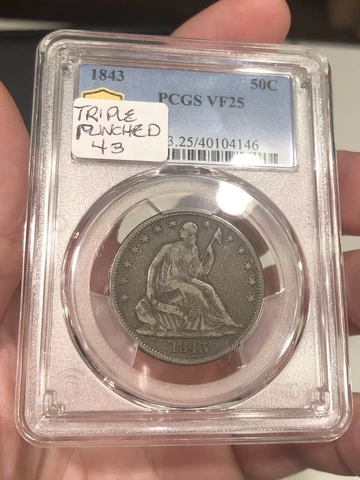 1843
50C
PCGS VF25
TRIPLE
PUNCHED
43
3.25/40104146
1843